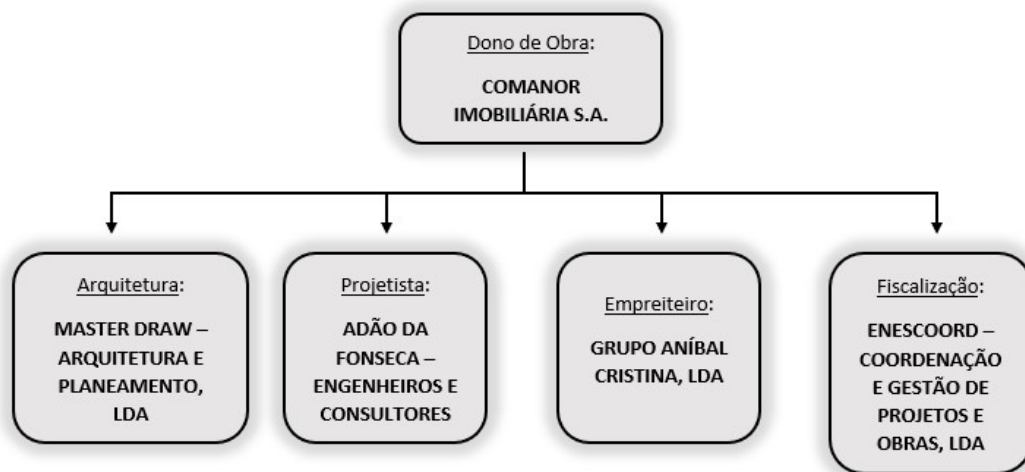 Dono de Obra:
COMANOR
IMOBILIÁRIA S.A.
Arquitetura:
MASTER DRAW –
ARQUITETURA E
PLANEAMENTO,
LDA
Projetista:
ADÃO DA
FONSECA –
ENGENHEIROS E
CONSULTORES
Empreiteiro:
GRUPO ANÍBAL
CRISTINA, LDA
Fiscalização:
ENESCOORD –
COORDENAÇÃO
E GESTÃO DE
PROJETOS E
OBRAS, LDA